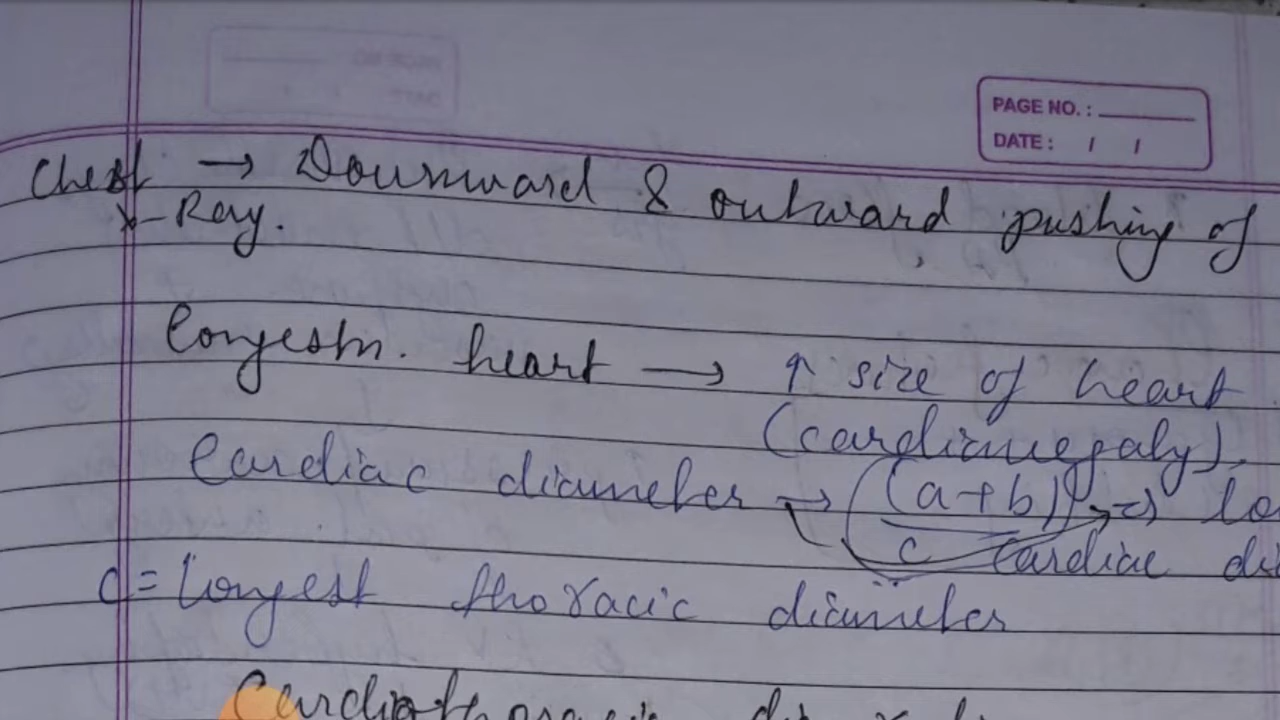 PAGE NO. :
DATE : / /
Chest → Downward & outward pushing of
X-Ray.
Congestn. heart → ↑ size of heart
(cardiomegaly).
Cardiac diameter → (a+b) ⇒
c cardiac
c = longest thoracic diameter